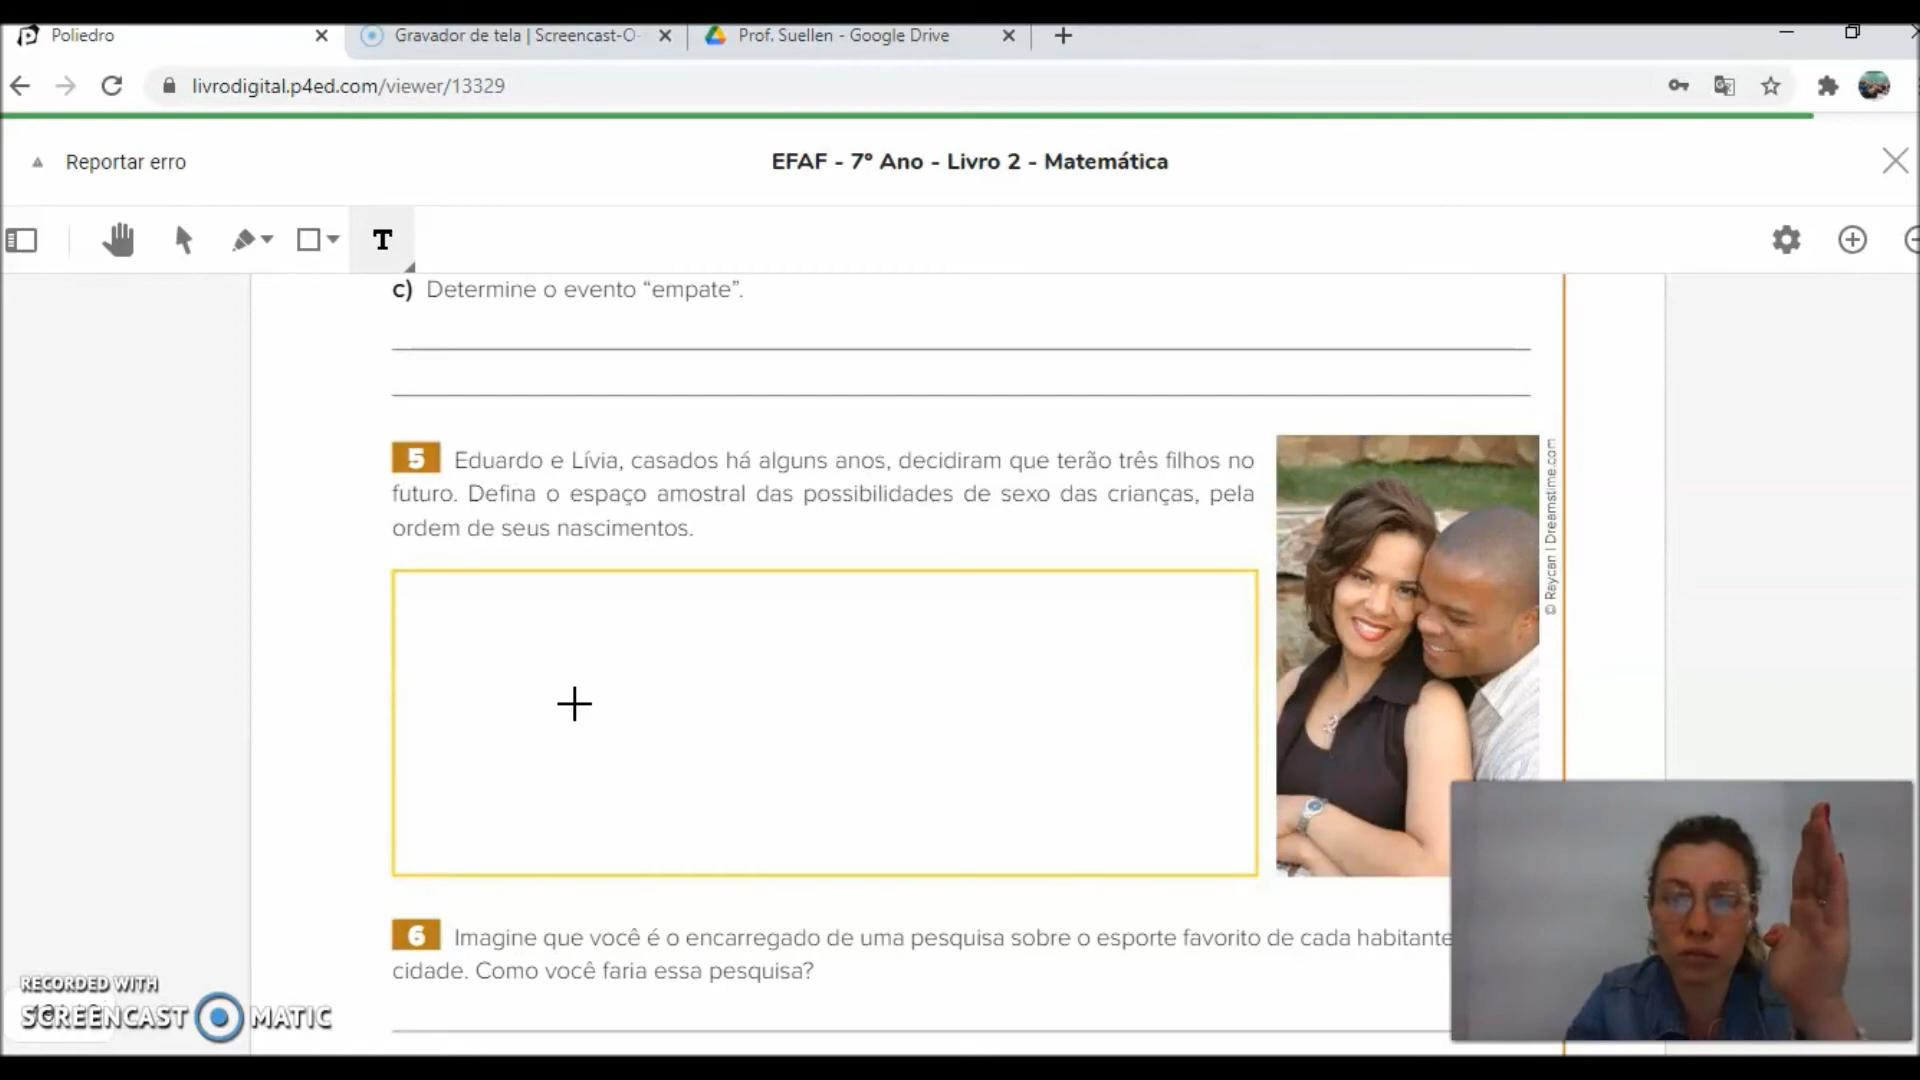 Poliedro
Gravador de tela | Screencast-O-
Prof. Suellen - Google Drive
livrodigital.p4ed.com/viewer/13329
Reportar erro
EFAF - 7º Ano - Livro 2 - Matemática
T
c) Determine o evento “empate”.
5 Eduardo e Lívia, casados há alguns anos, decidiram que terão três filhos no
futuro. Defina o espaço amostral das possibilidades de sexo das crianças, pela
ordem de seus nascimentos.
© Raycan | Dreamstime.com
6 Imagine que você é o encarregado de uma pesquisa sobre o esporte favorito de cada habitante
cidade. Como você faria essa pesquisa?
RECORDED WITH
SCREENCAST MATIC